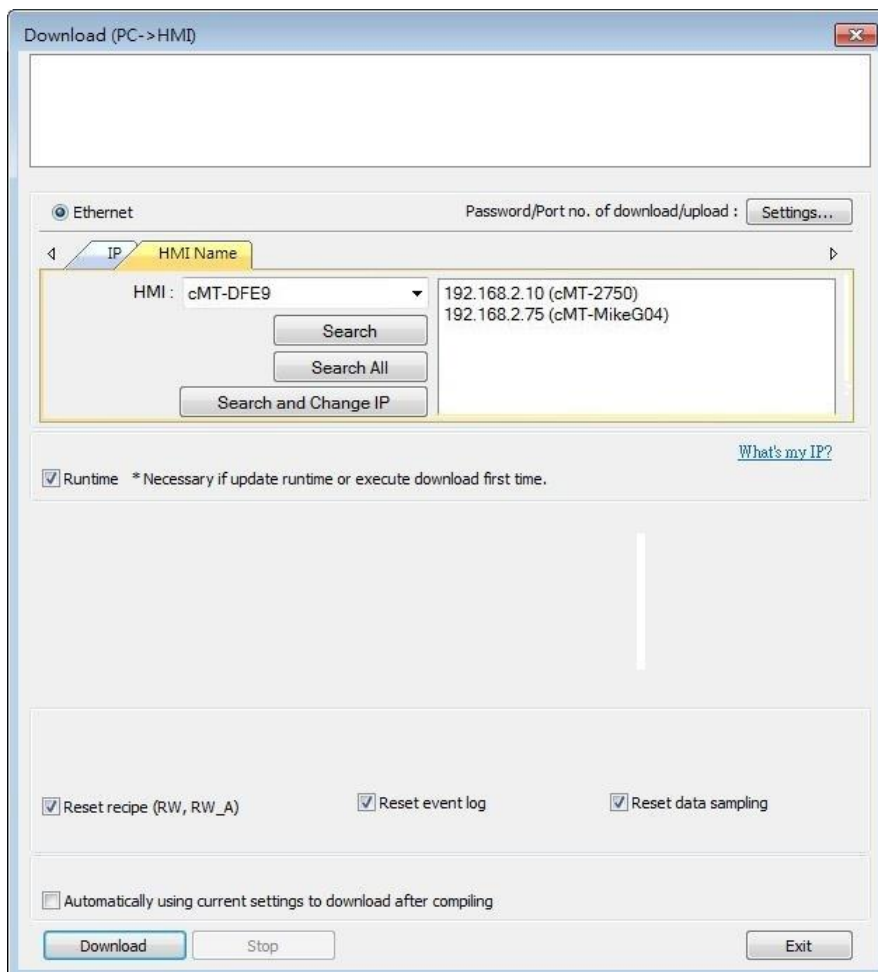 Download (PC->HMI)
Ethernet
Password/Port no. of download/upload :
Settings...
IP
HMI Name
HMI :
cMT-DFE9
192.168.2.10 (cMT-2750)
192.168.2.75 (cMT-MikeG04)
Search
Search All
Search and Change IP
What's my IP?
Runtime * Necessary if update runtime or execute download first time.
Reset recipe (RW, RW_A)
Reset event log
Reset data sampling
Automatically using current settings to download after compiling
Download
Stop
Exit